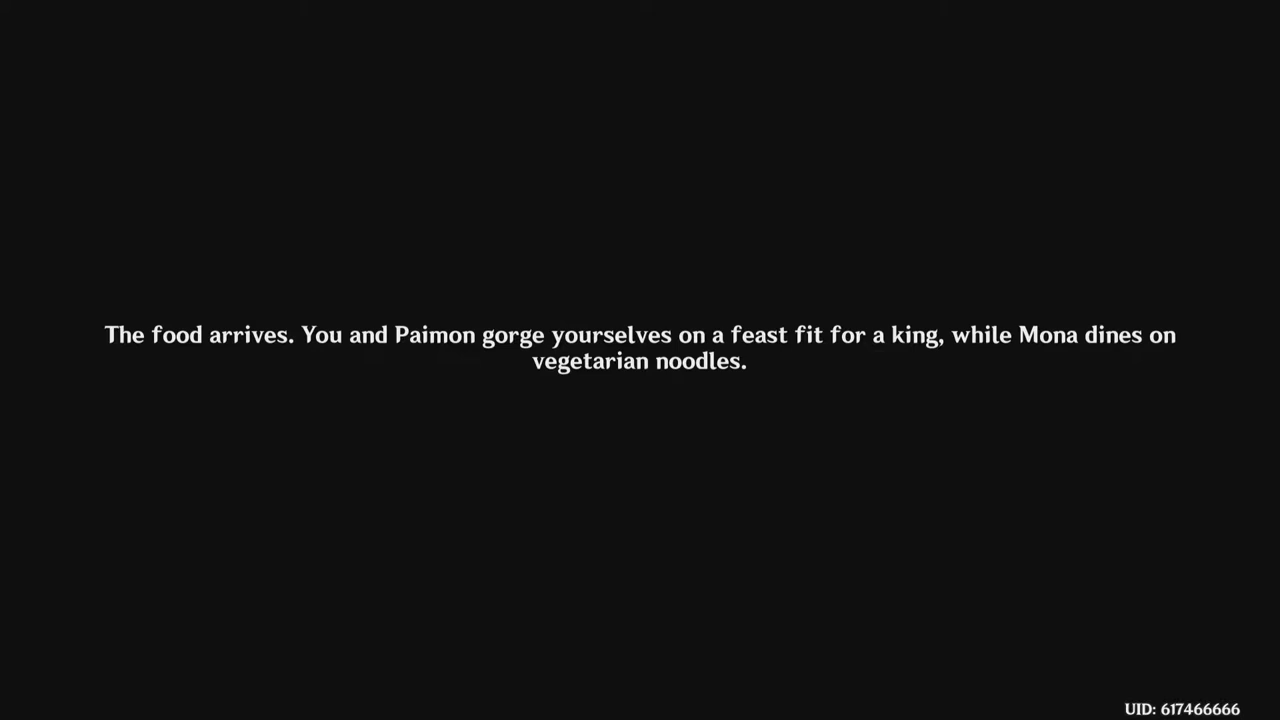 The food arrives. You and Paimon gorge yourselves on a feast fit for a king, while Mona dines on
vegetarian noodles.
UID: 617466666